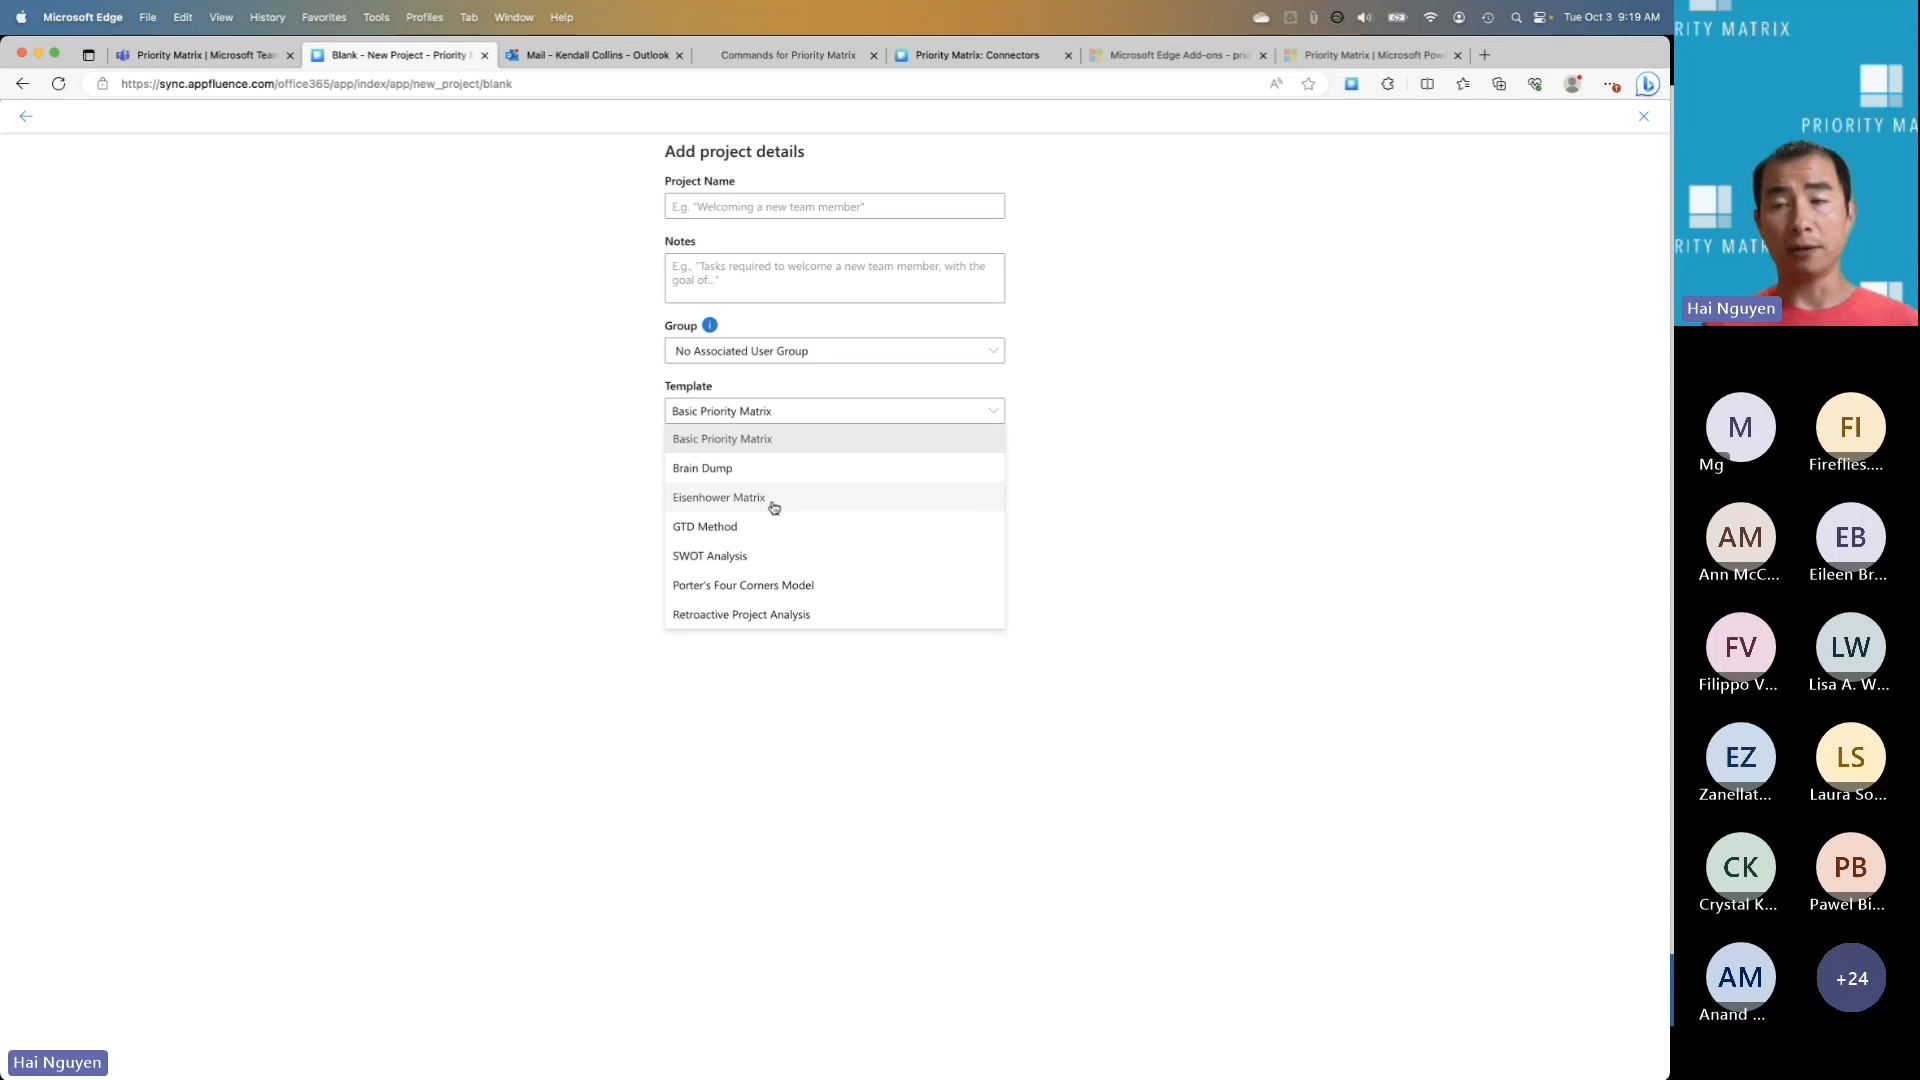 Microsoft Edge File Edit View History Favorites Tools Profiles Tab Window Help
Tue Oct 3 9:19 AM
Priority Matrix | Microsoft Team
Blank - New Project - Priority
Mail - Kendall Collins - Outlook
Commands for Priority Matrix
Priority Matrix: Connectors
Microsoft Edge Add-ons - prio
Priority Matrix | Microsoft Pow
https://sync.appfluence.com/office365/app/index/app/new_project/blank
Add project details
Project Name
E.g. "Welcoming a new team member"
Notes
E.g., "Tasks required to welcome a new team member, with the
goal of..."
Group
No Associated User Group
Template
Basic Priority Matrix
Basic Priority Matrix
Brain Dump
Eisenhower Matrix
GTD Method
SWOT Analysis
Porter's Four Corners Model
Retroactive Project Analysis
Hai Nguyen
RITY MATRIX
PRIORITY MA
RITY MAT
Hai Nguyen
M
Mg
FI
Fireflies....
AM
Ann McC...
EB
Eileen Br...
FV
Filippo V...
LW
Lisa A. W...
EZ
Zanellat...
LS
Laura So...
CK
Crystal K...
PB
Pawel Bi...
AM
Anand ...
+24